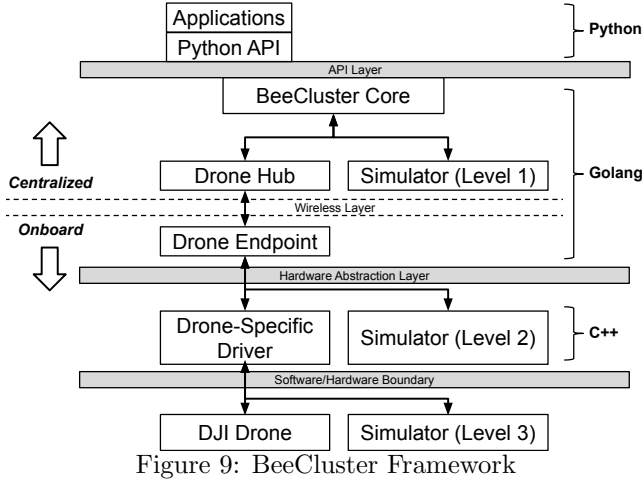 Applications
Python API
Python
API Layer
BeeCluster Core
Centralized
Drone Hub
Simulator (Level 1)
Golang
Wireless Layer
Onboard
Drone Endpoint
Hardware Abstraction Layer
Drone-Specific
Driver
Simulator (Level 2)
C++
Software/Hardware Boundary
DJI Drone
Simulator (Level 3)
Figure 9: BeeCluster Framework